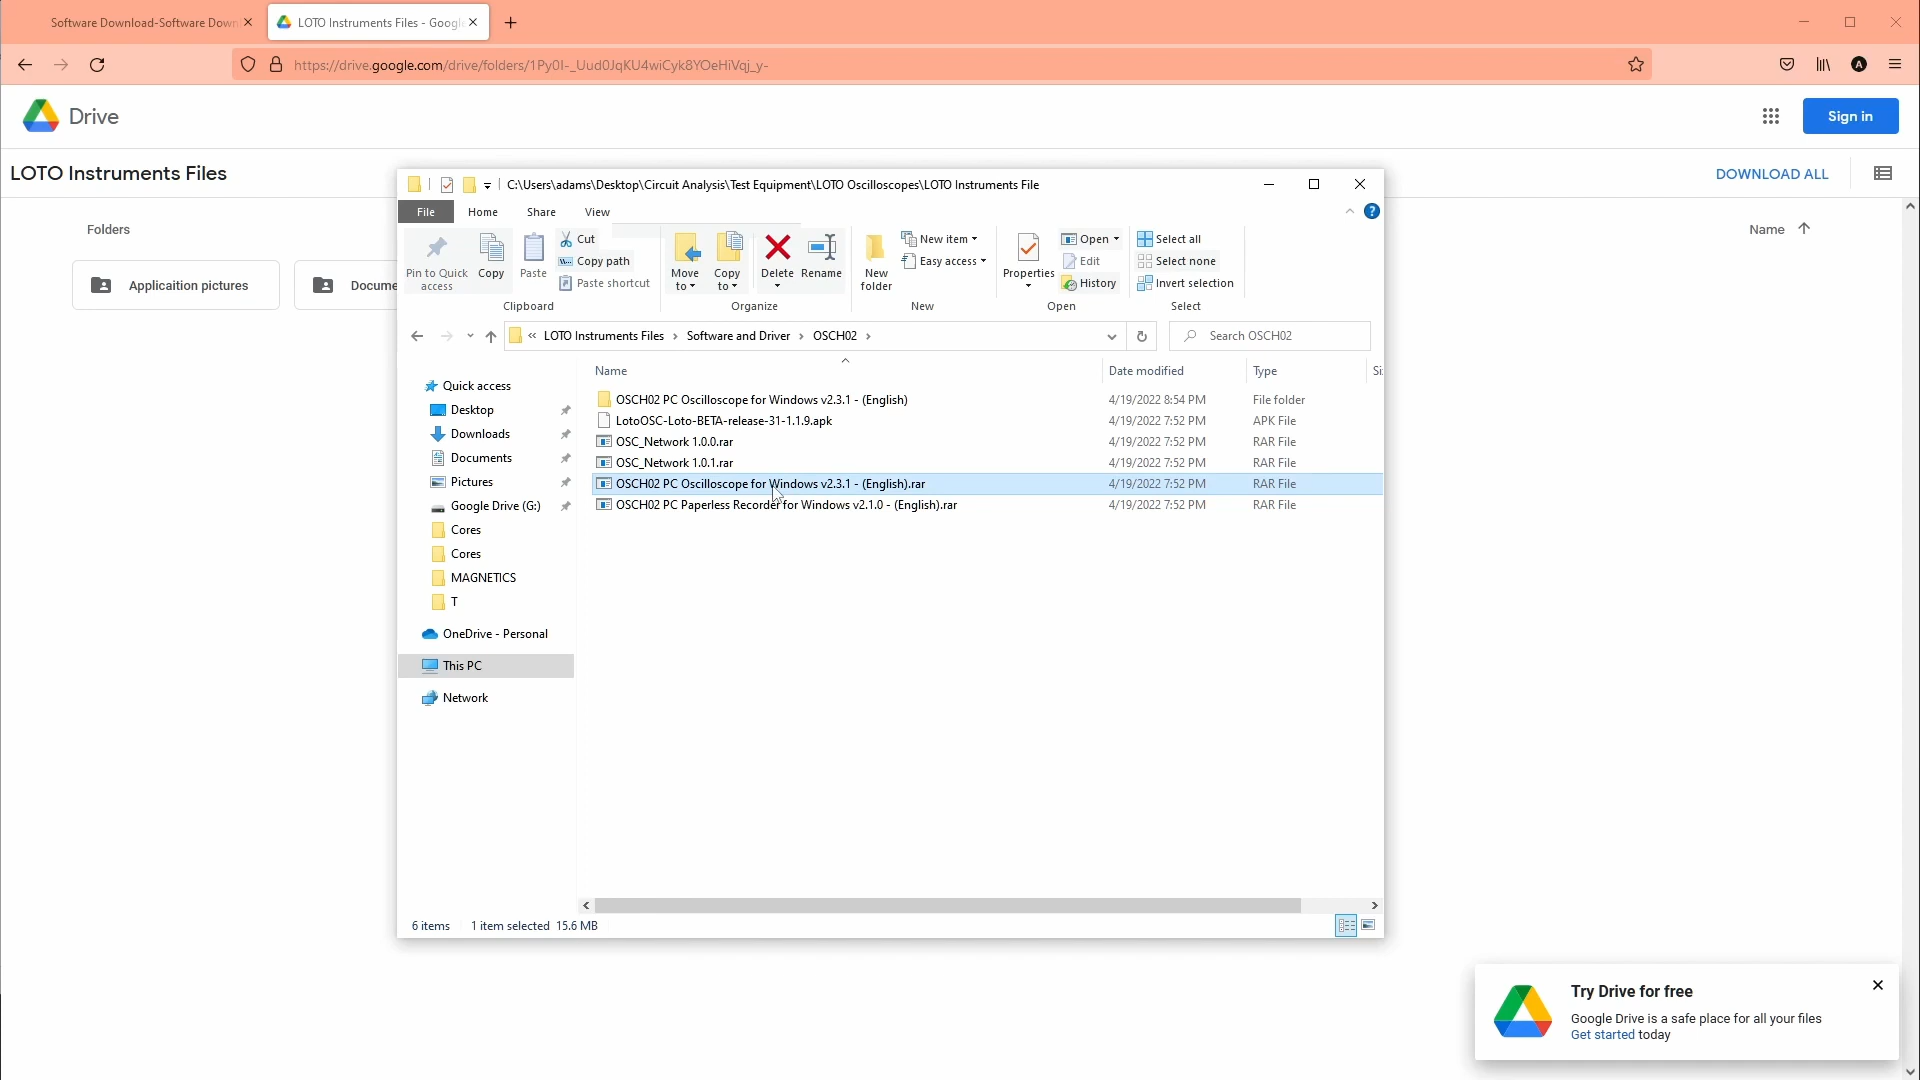 Software Download-Software Down
LOTO Instruments Files - Googl
https://drive.google.com/drive/folders/1Py0I-_Uud0JqKU4wiCyk8YOeHiVqj_y-
A
Drive
Sign in
LOTO Instruments Files
DOWNLOAD ALL
Folders
Name
Applicaition pictures
Docume
C:\Users\adams\Desktop\Circuit Analysis\Test Equipment\LOTO Oscilloscopes\LOTO Instruments File
File
Home
Share
View
Pin to Quick access
Copy
Paste
Cut
Copy path
Paste shortcut
Clipboard
Move to
Copy to
Delete
Rename
Organize
New folder
New item
Easy access
New
Properties
Open
Edit
History
Open
Select all
Select none
Invert selection
Select
« LOTO Instruments Files > Software and Driver > OSCH02 >
Search OSCH02
Quick access
Desktop
Downloads
Documents
Pictures
Google Drive (G:)
Cores
Cores
MAGNETICS
T
OneDrive - Personal
This PC
Network
Name Date modified Type Si
OSCH02 PC Oscilloscope for Windows v2.3.1 - (English) 4/19/2022 8:54 PM File folder
LotoOSC-Loto-BETA-release-31-1.1.9.apk 4/19/2022 7:52 PM APK File
OSC_Network 1.0.0.rar 4/19/2022 7:52 PM RAR File
OSC_Network 1.0.1.rar 4/19/2022 7:52 PM RAR File
OSCH02 PC Oscilloscope for Windows v2.3.1 - (English).rar 4/19/2022 7:52 PM RAR File
OSCH02 PC Paperless Recorder for Windows v2.1.0 - (English).rar 4/19/2022 7:52 PM RAR File
6 items 1 item selected 15.6 MB
Try Drive for free
Google Drive is a safe place for all your files
Get started today